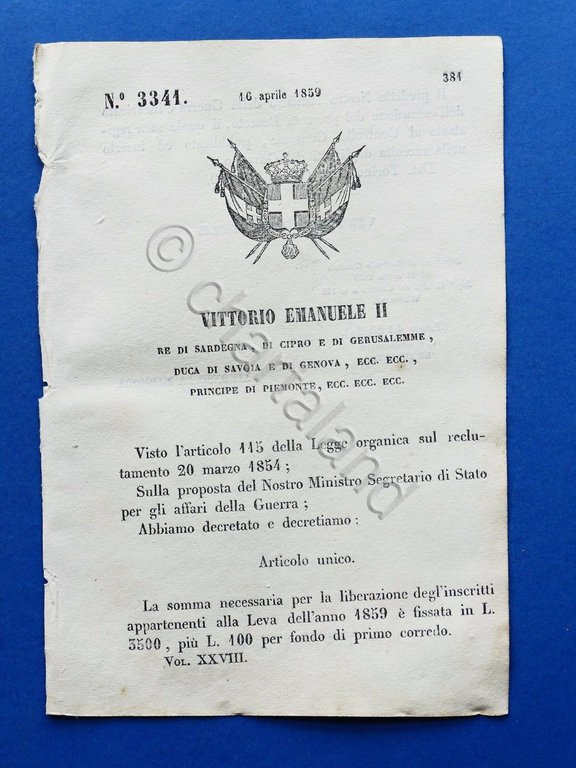 381
N.º 3341. 16 aprile 1859
VITTORIO EMANUELE II
RE DI SARDEGNA, DI CIPRO E DI GERUSALEMME,
DUCA DI SAVOIA E DI GENOVA, ECC. ECC.,
PRINCIPE DI PIEMONTE, ECC. ECC. ECC.
Visto l'articolo 115 della Legge organica sul reclu-
tamento 20 marzo 1854;
Sulla proposta del Nostro Ministro Segretario di Stato
per gli affari della Guerra;
Abbiamo decretato e decretiamo:
Articolo unico.
La somma necessaria per la liberazione degl'inscritti
appartenenti alla Leva dell'anno 1859 è fissata in L.
3500, più L. 100 per fondo di primo corredo.
VOL. XXVIII.
© chartaland